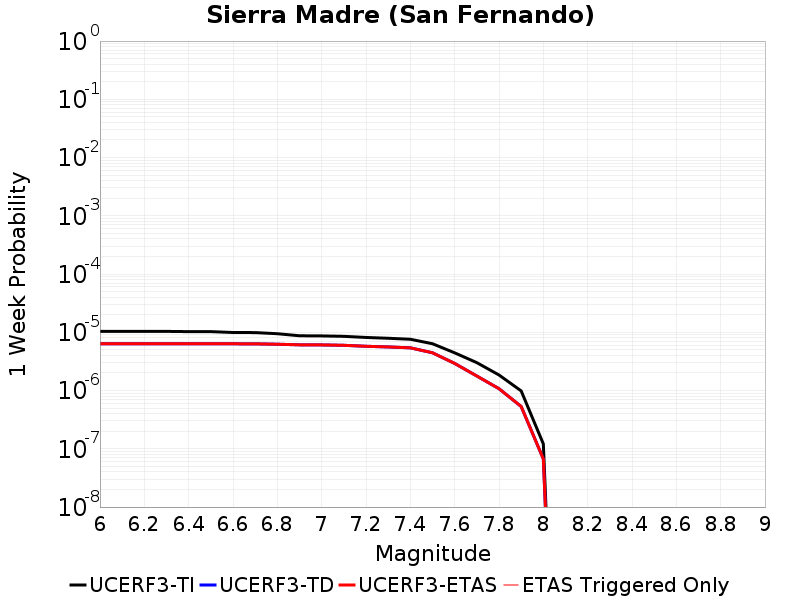 Sierra Madre (San Fernando)
1 Week Probability
10^0
10^-1
10^-2
10^-3
10^-4
10^-5
10^-6
10^-7
10^-8
6 6.2 6.4 6.6 6.8 7 7.2 7.4 7.6 7.8 8 8.2 8.4 8.6 8.8 9
Magnitude
UCERF3-TI UCERF3-TD UCERF3-ETAS ETAS Triggered Only